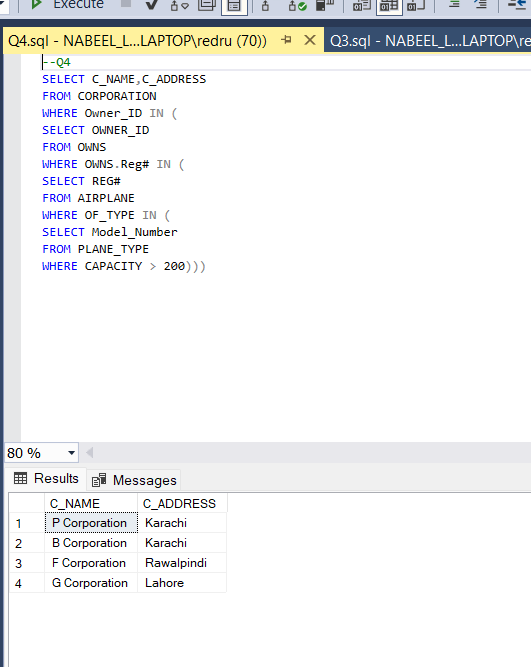 Execute
Q4.sql - NABEEL_L...LAPTOP\redru (70))
Q3.sql - NABEEL_L...LAPTOP\re
--Q4
SELECT C_NAME,C_ADDRESS
FROM CORPORATION
WHERE Owner_ID IN (
SELECT OWNER_ID
FROM OWNS
WHERE OWNS.Reg# IN (
SELECT REG#
FROM AIRPLANE
WHERE OF_TYPE IN (
SELECT Model_Number
FROM PLANE_TYPE
WHERE CAPACITY > 200)))
80 %
Results Messages
C_NAME C_ADDRESS
1 P Corporation Karachi
2 B Corporation Karachi
3 F Corporation Rawalpindi
4 G Corporation Lahore